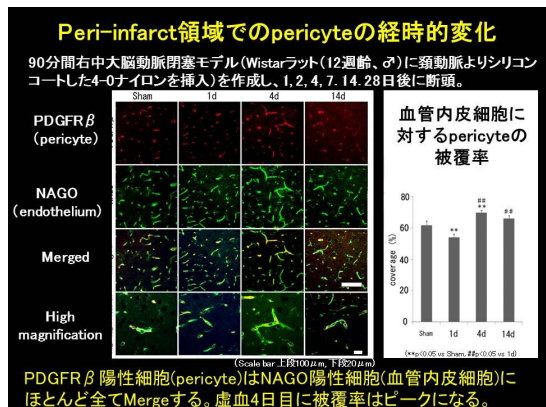 Peri-infarct領域でのpericyteの経時的変化
90分間右中大脳動脈閉塞モデル(Wistarラット(12週齢、♂)に頚動脈よりシリコン
コートした4-0ナイロンを挿入)を作成し、1, 2, 4, 7. 14. 28日後に断頭。
Sham 1d 4d 14d
PDGFRβ
(pericyte)
NAGO
(endothelium)
Merged
High
magnification
(Scale bar 上段100μm, 下段20μm)
血管内皮細胞に
対するpericyteの
被覆率
coverage (%)
80
60
40
20
0
**
##
**
##
Sham 1d 4d 14d
(**p<0.05 vs Sham, ##p<0.05 vs 1d)
PDGFRβ陽性細胞(pericyte)はNAGO陽性細胞(血管内皮細胞)に
ほとんど全てMergeする。虚血4日目に被覆率はピークになる。